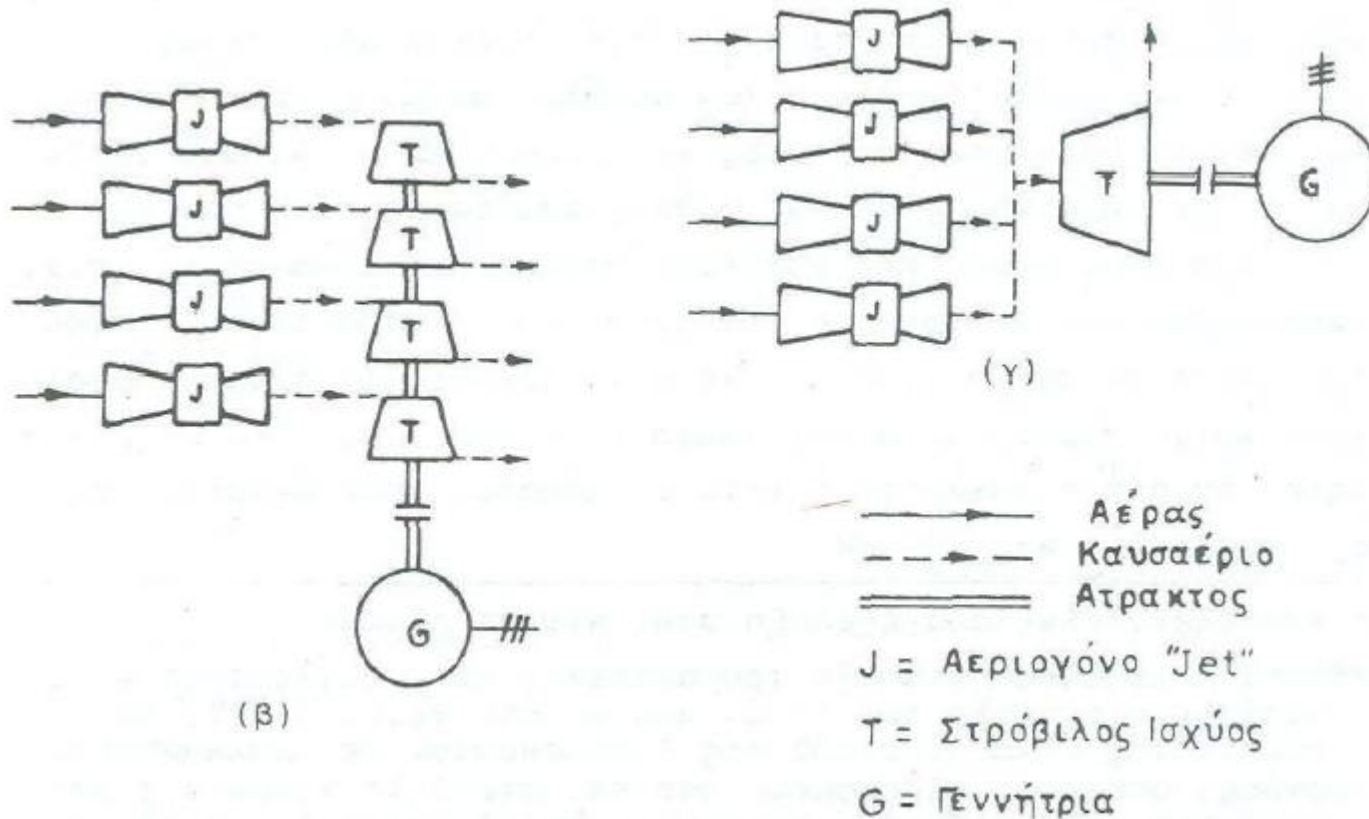 J
J
J
J
T
T
T
T
G
(β)
J
J
J
J
T
G
(γ)
Αέρας
Καυσαέριο
Ατρακτος
J = Αεριογόνο "Jet"
T = Στρόβιλος Ισχύος
G = Γεννήτρια